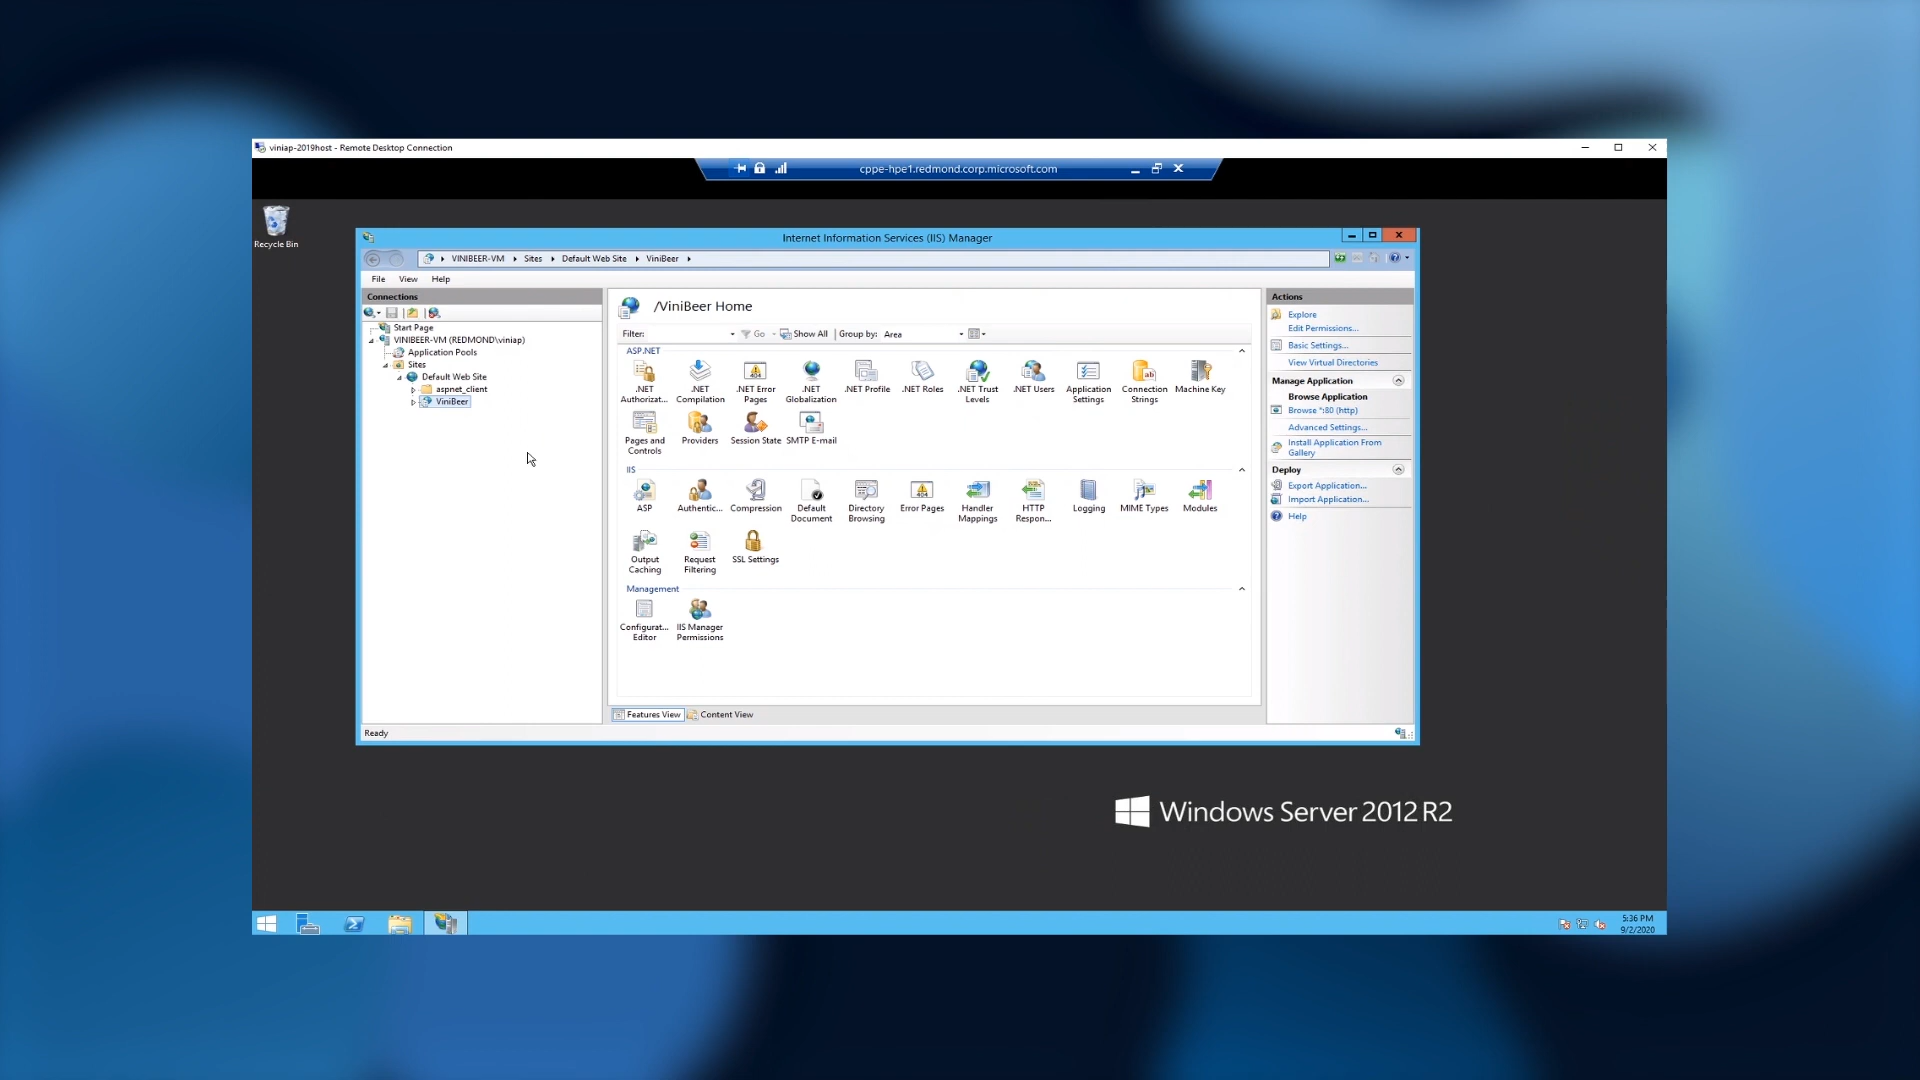 viniap-2019host - Remote Desktop Connection
cppe-hpe1.redmond.corp.microsoft.com
Recycle Bin
Internet Information Services (IIS) Manager
VINIBEER-VM Sites Default Web Site ViniBeer
File View Help
Connections
Start Page
VINIBEER-VM (REDMOND\viniap)
Application Pools
Sites
Default Web Site
aspnet_client
ViniBeer
/ViniBeer Home
Filter: Go Show All Group by: Area
ASP.NET
.NET Authorizat...
.NET Compilation
.NET Error Pages
.NET Globalization
.NET Profile
.NET Roles
.NET Trust Levels
.NET Users
Application Settings
Connection Strings
Machine Key
Pages and Controls
Providers
Session State
SMTP E-mail
IIS
ASP
Authentic...
Compression
Default Document
Directory Browsing
Error Pages
Handler Mappings
HTTP Respon...
Logging
MIME Types
Modules
Output Caching
Request Filtering
SSL Settings
Management
Configurat... Editor
IIS Manager Permissions
Features View Content View
Ready
Actions
Explore
Edit Permissions...
Basic Settings...
View Virtual Directories
Manage Application
Browse Application
Browse *:80 (http)
Advanced Settings...
Install Application From
Gallery
Deploy
Export Application...
Import Application...
Help
Windows Server 2012 R2
5:36 PM
9/2/2020